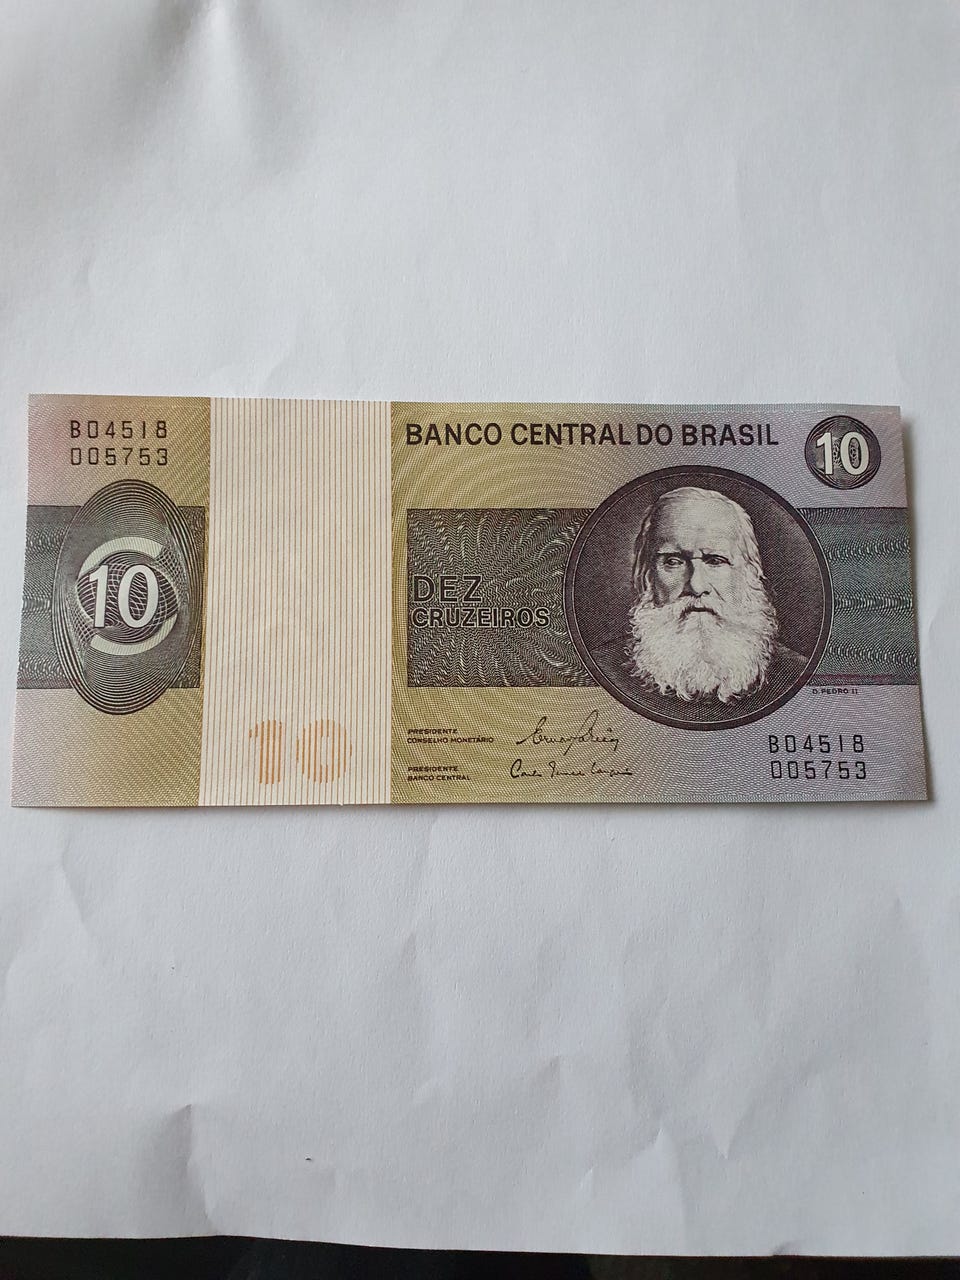 B04518
005753
BANCO CENTRAL DO BRASIL
10
10
DEZ
CRUZEIROS
D. PEDRO II
10
PRESIDENTE
CONSELHO MONETÁRIO
PRESIDENTE
BANCO CENTRAL
B04518
005753